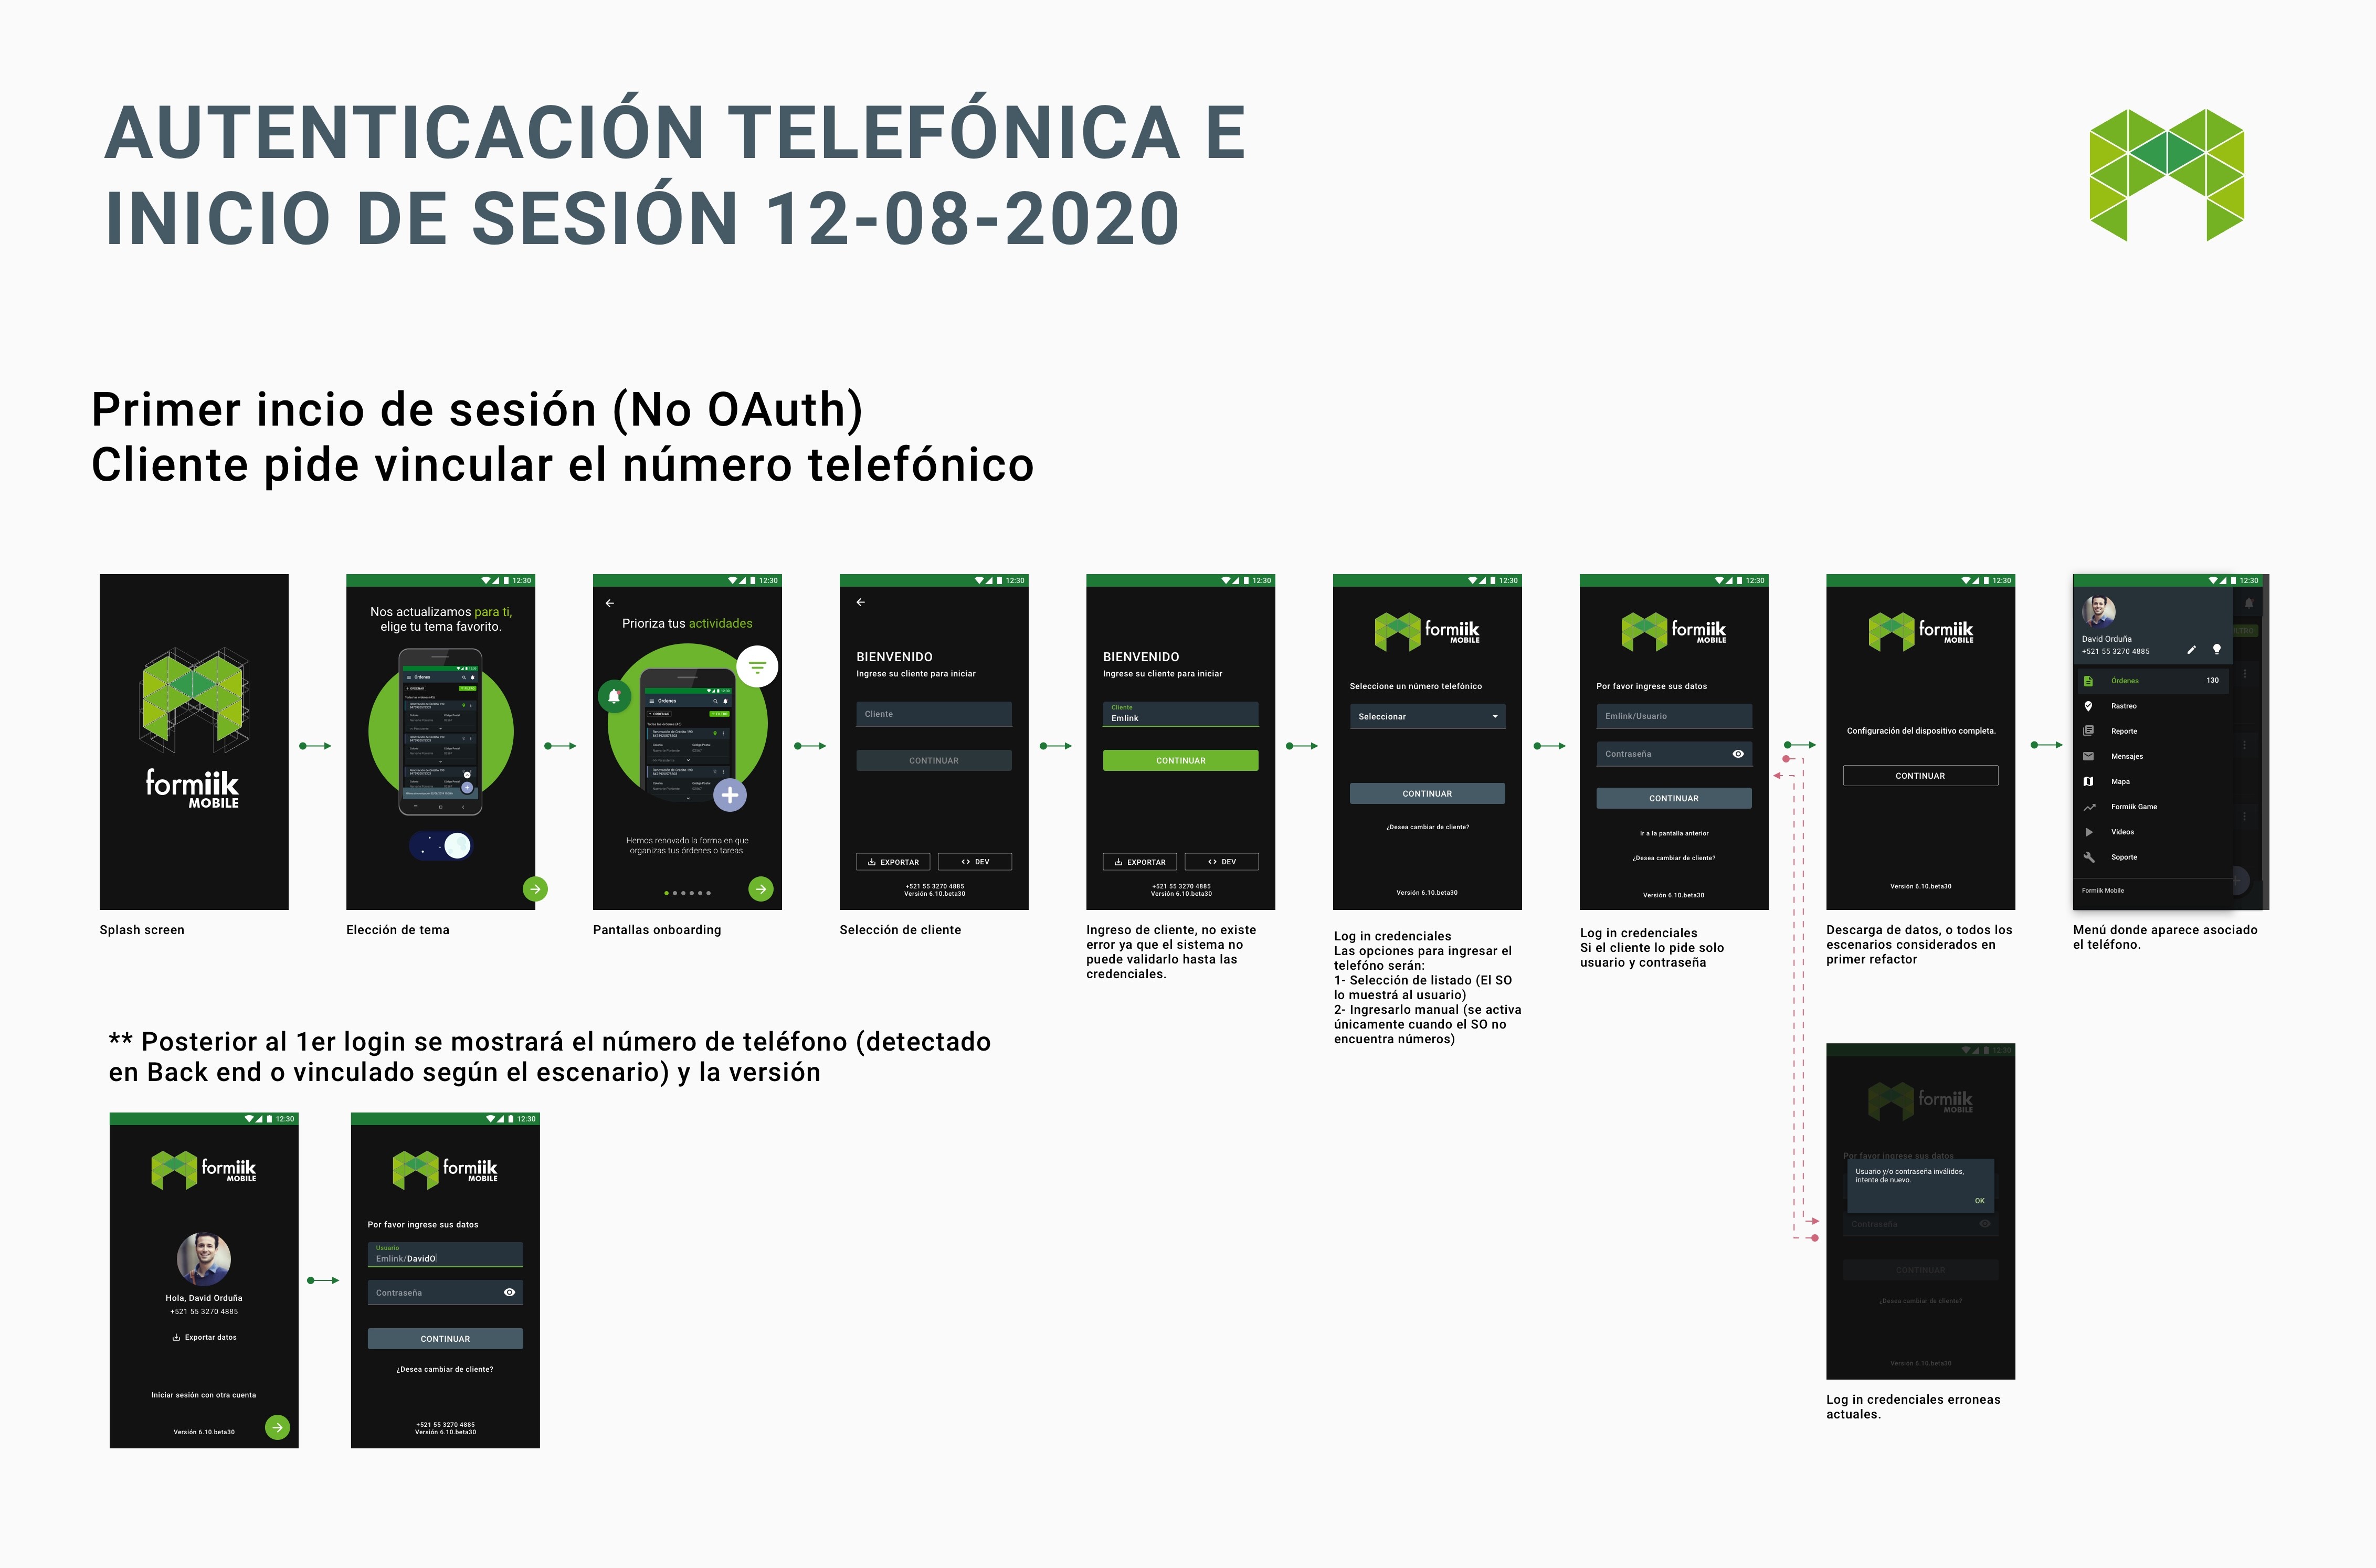 AUTENTICACIÓN TELEFÓNICA E
INICIO DE SESIÓN 12-08-2020
Primer incio de sesión (No OAuth)
Cliente pide vincular el número telefónico
formiik
MOBILE
Splash screen
12:30
Nos actualizamos para ti,
elige tu tema favorito.
Órdenes
Elección de tema
12:30
Prioriza tus actividades
Órdenes
Hemos renovado la forma en que
organizas tus órdenes o tareas.
Pantallas onboarding
12:30
BIENVENIDO
Ingrese su cliente para iniciar
Cliente
CONTINUAR
EXPORTAR
DEV
+521 55 3270 4885
Versión 6.10.beta30
Selección de cliente
12:30
BIENVENIDO
Ingrese su cliente para iniciar
Cliente
Emlink
CONTINUAR
EXPORTAR
DEV
+521 55 3270 4885
Versión 6.10.beta30
Ingreso de cliente, no existe
error ya que el sistema no
puede validarlo hasta las
credenciales.
12:30
formiik
MOBILE
Seleccione un número telefónico
Seleccionar
CONTINUAR
¿Desea cambiar de cliente?
Versión 6.10.beta30
Log in credenciales
Las opciones para ingresar el
telefóno serán:
1- Selección de listado (El SO
lo muestrá al usuario)
2- Ingresarlo manual (se activa
únicamente cuando el SO no
encuentra números)
12:30
formiik
MOBILE
Por favor ingrese sus datos
Emlink/Usuario
Contraseña
CONTINUAR
Ir a la pantalla anterior
¿Desea cambiar de cliente?
Versión 6.10.beta30
Log in credenciales
Si el cliente lo pide solo
usuario y contraseña
12:30
formiik
MOBILE
Configuración del dispositivo completa.
CONTINUAR
Versión 6.10.beta30
Descarga de datos, o todos los
escenarios considerados en
primer refactor
12:30
David Orduña
+521 55 3270 4885
Órdenes 130
Rastreo
Reporte
Mensajes
Mapa
Formiik Game
Videos
Soporte
Formiik Mobile
Menú donde aparece asociado
el teléfono.
** Posterior al 1er login se mostrará el número de teléfono (detectado
en Back end o vinculado según el escenario) y la versión
12:30
formiik
MOBILE
Hola, David Orduña
+521 55 3270 4885
Exportar datos
Iniciar sesión con otra cuenta
Versión 6.10.beta30
12:30
formiik
MOBILE
Por favor ingrese sus datos
Usuario
Emlink/DavidO
Contraseña
CONTINUAR
¿Desea cambiar de cliente?
+521 55 3270 4885
Versión 6.10.beta30
12:30
formiik
MOBILE
Por favor ingrese sus datos
Usuario y/o contraseña inválidos,
intente de nuevo.
OK
Contraseña
CONTINUAR
¿Desea cambiar de cliente?
Versión 6.10.beta30
Log in credenciales erroneas
actuales.